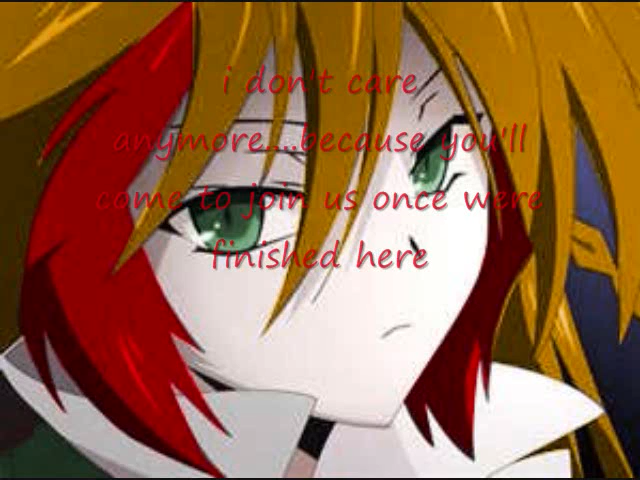 i don't care
anymore....because you'll
come to join us once were
finished here